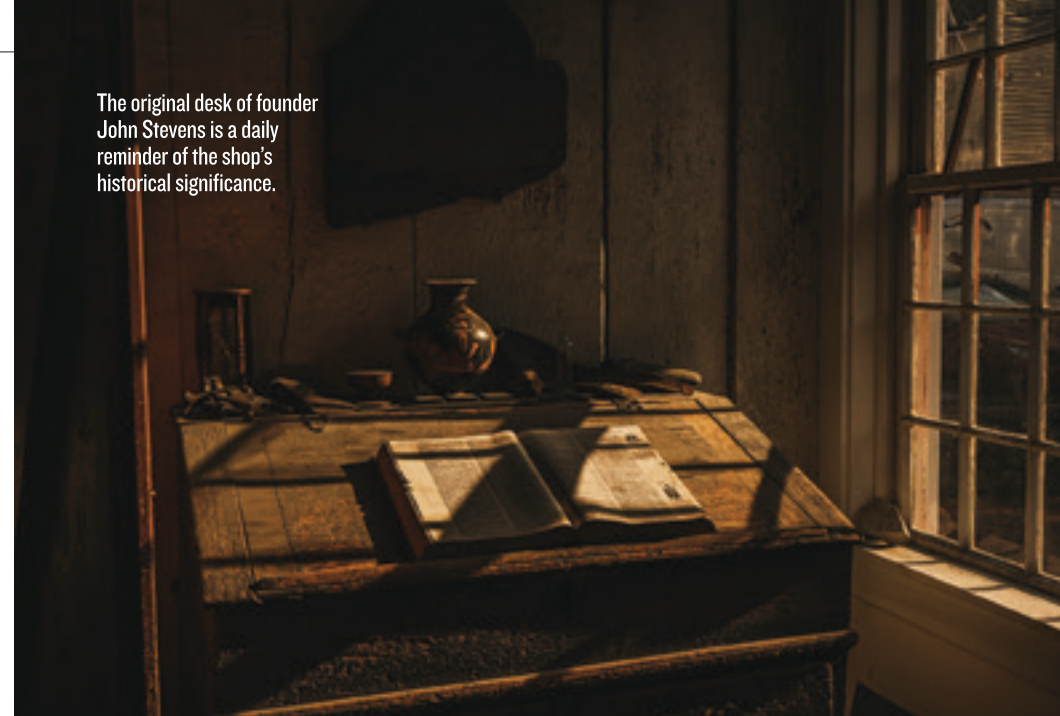 The original desk of founder
John Stevens is a daily
reminder of the shop’s
historical significance.